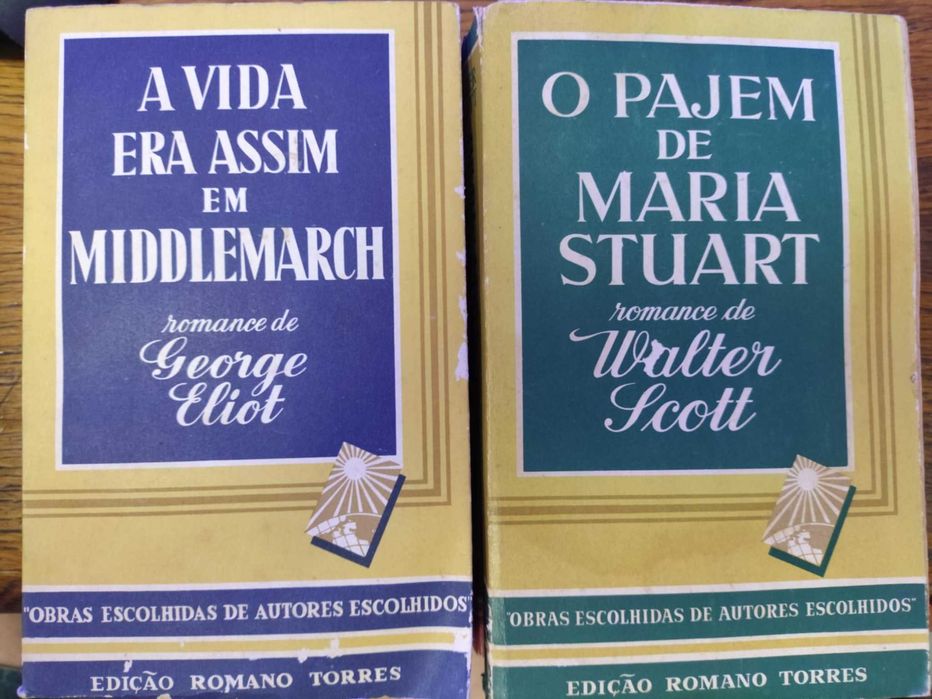 A VIDA
ERA ASSIM
EM
MIDDLEMARCH
romance de
George
Eliot
"OBRAS ESCOLHIDAS DE AUTORES ESCOLHIDOS"
EDIÇÃO ROMANO TORRES
O PAJEM
DE
MARIA
STUART
romance de
Walter
Scott
"OBRAS ESCOLHIDAS DE AUTORES ESCOLHIDOS"
EDIÇÃO ROMANO TORRES